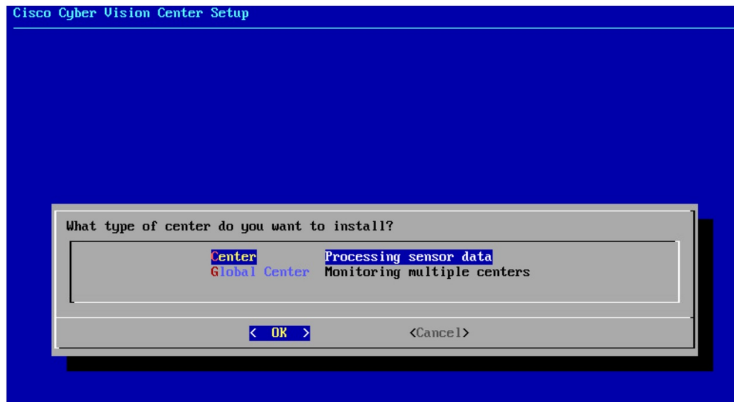 Cisco Cyber Vision Center Setup
What type of center do you want to install?
Center Processing sensor data
Global Center Monitoring multiple centers
< OK > <Cancel>